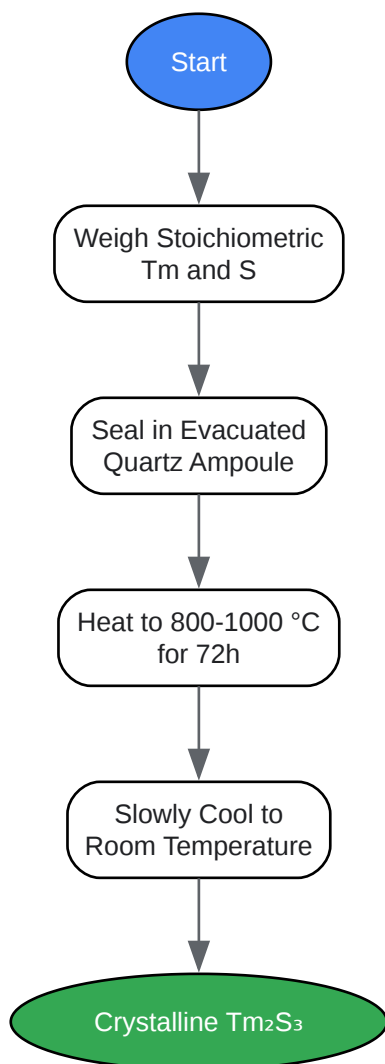 Start
Weigh Stoichiometric
Tm and S
Seal in Evacuated
Quartz Ampoule
Heat to 800-1000 °C
for 72h
Slowly Cool to
Room Temperature
Crystalline Tm₂S₃